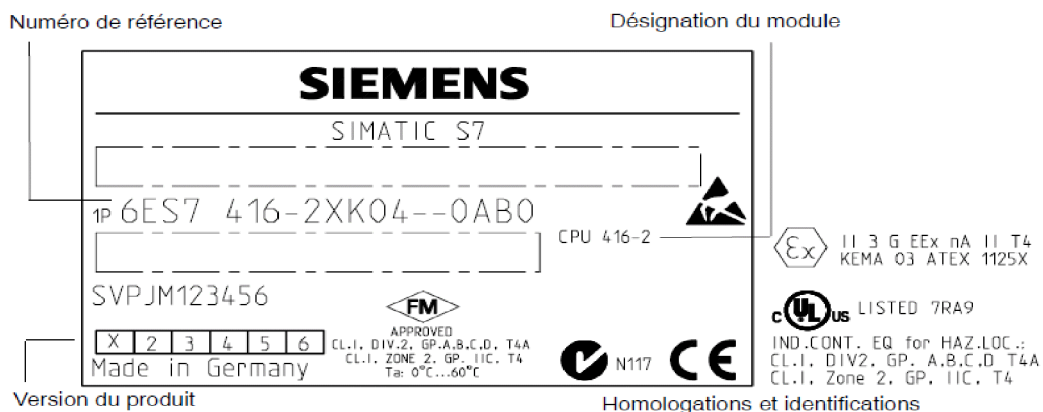 Numéro de référence
Désignation du module
SIEMENS
SIMATIC S7
1P 6ES7 416-2XK04--0AB0
CPU 416-2
SVPJM123456
FM
APPROVED
CL.I, DIV.2, GP.A.B.C.D, T4A
CL.I, ZONE 2, GP. IIC, T4
Ta: 0°C...60°C
X 2 3 4 5 6
Made in Germany
N117 CE
Ex II 3 G EEx nA II T4
KEMA 03 ATEX 1125X
c UL us LISTED 7RA9
IND.CONT. EQ for HAZ.LOC.:
CL.I, DIV2, GP. A.B.C.D T4A
CL.I, Zone 2, GP. IIC, T4
Version du produit
Homologations et identifications